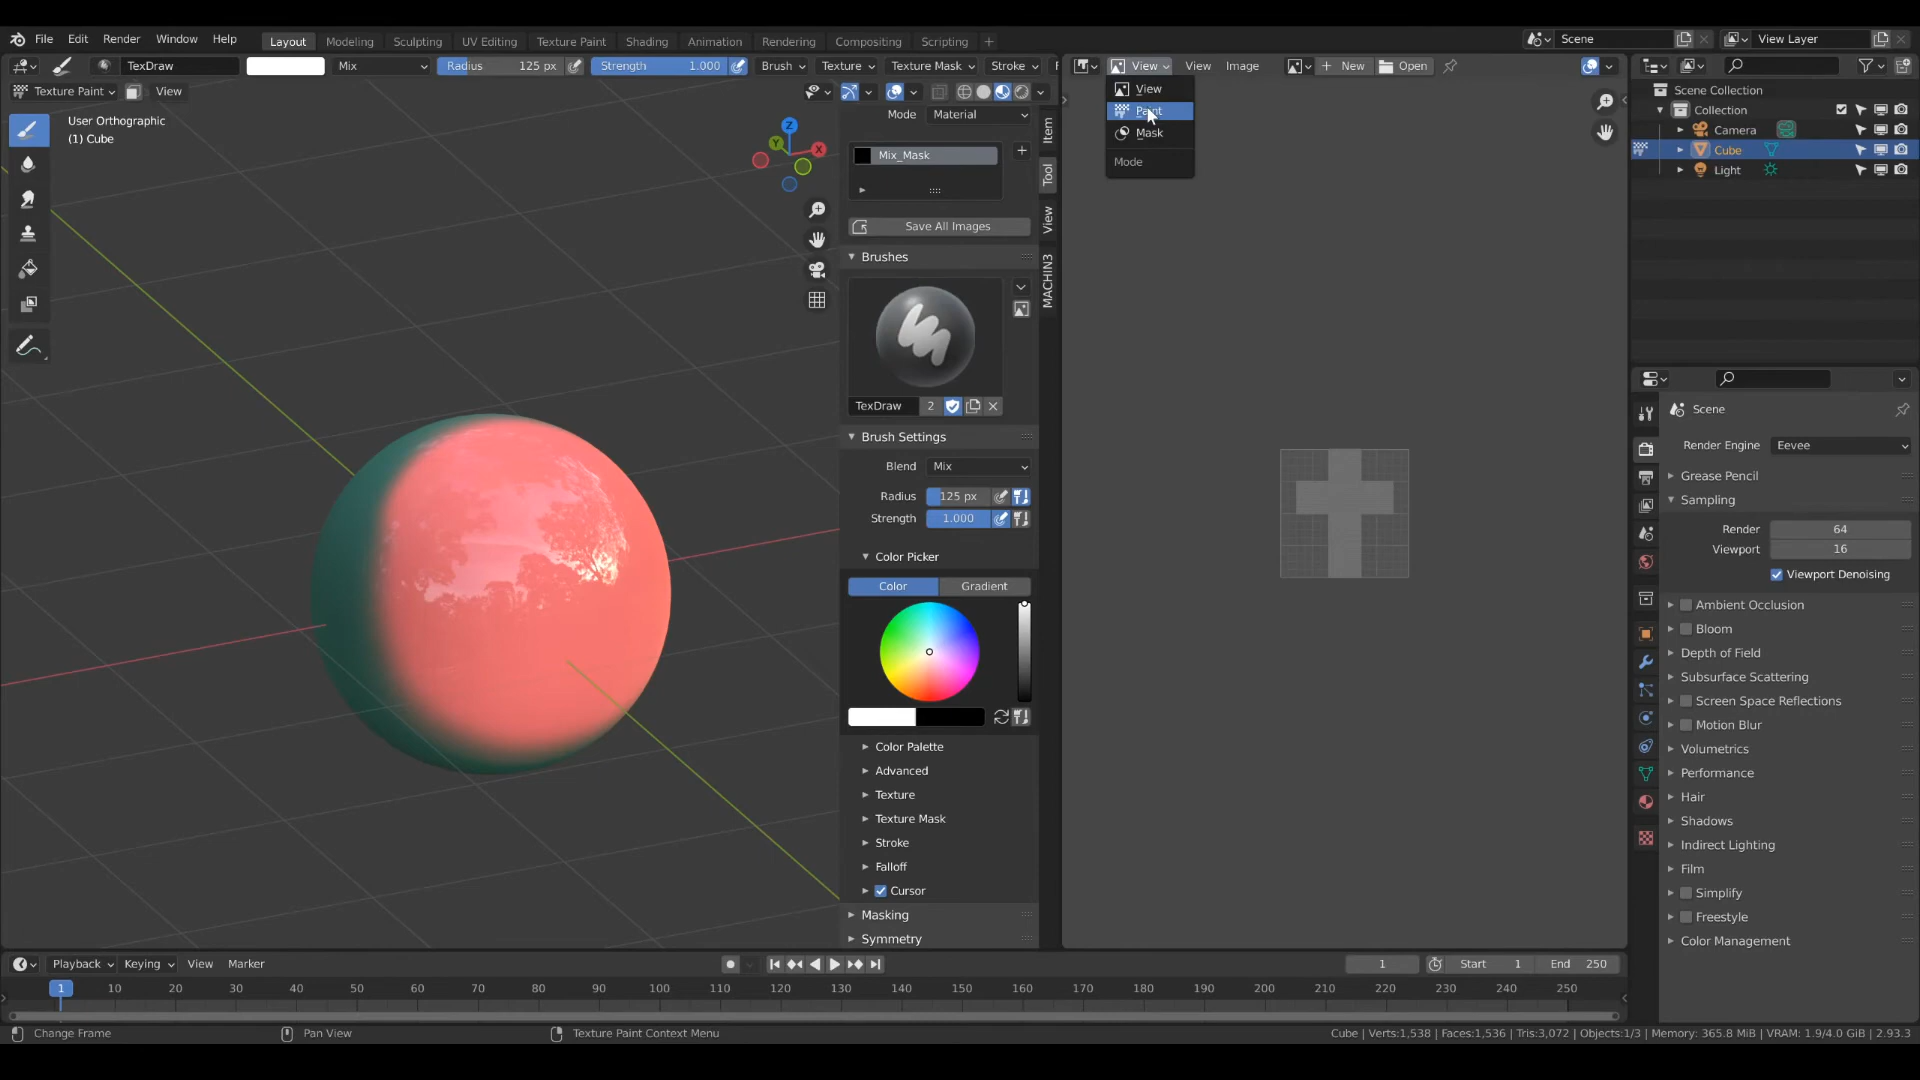 File Edit Render Window Help Layout Modeling Sculpting UV Editing Texture Paint Shading Animation Rendering Compositing Scripting + Scene View Layer
TexDraw Mix Radius 125 px Strength 1.000 Brush Texture Texture Mask Stroke F View View Image + New Open
Texture Paint View
User Orthographic
(1) Cube
Z
Y
X
Mode Material
Mix_Mask
Save All Images
Brushes
TexDraw 2
Brush Settings
Blend Mix
Radius 125 px
Strength 1.000
Color Picker
Color Gradient
Color Palette
Advanced
Texture
Texture Mask
Stroke
Falloff
Cursor
Masking
Symmetry
Item
Tool
View
MACHIN3
View
Paint
Mask
Mode
Scene Collection
Collection
Camera
Cube
Light
Scene
Render Engine Eevee
Grease Pencil
Sampling
Render 64
Viewport 16
Viewport Denoising
Ambient Occlusion
Bloom
Depth of Field
Subsurface Scattering
Screen Space Reflections
Motion Blur
Volumetrics
Performance
Hair
Shadows
Indirect Lighting
Film
Simplify
Freestyle
Color Management
Playback Keying View Marker 1 Start 1 End 250
1 10 20 30 40 50 60 70 80 90 100 110 120 130 140 150 160 170 180 190 200 210 220 230 240 250
Change Frame Pan View Texture Paint Context Menu Cube | Verts:1,538 | Faces:1,536 | Tris:3,072 | Objects:1/3 | Memory: 365.8 MiB | VRAM: 1.9/4.0 GiB | 2.93.3